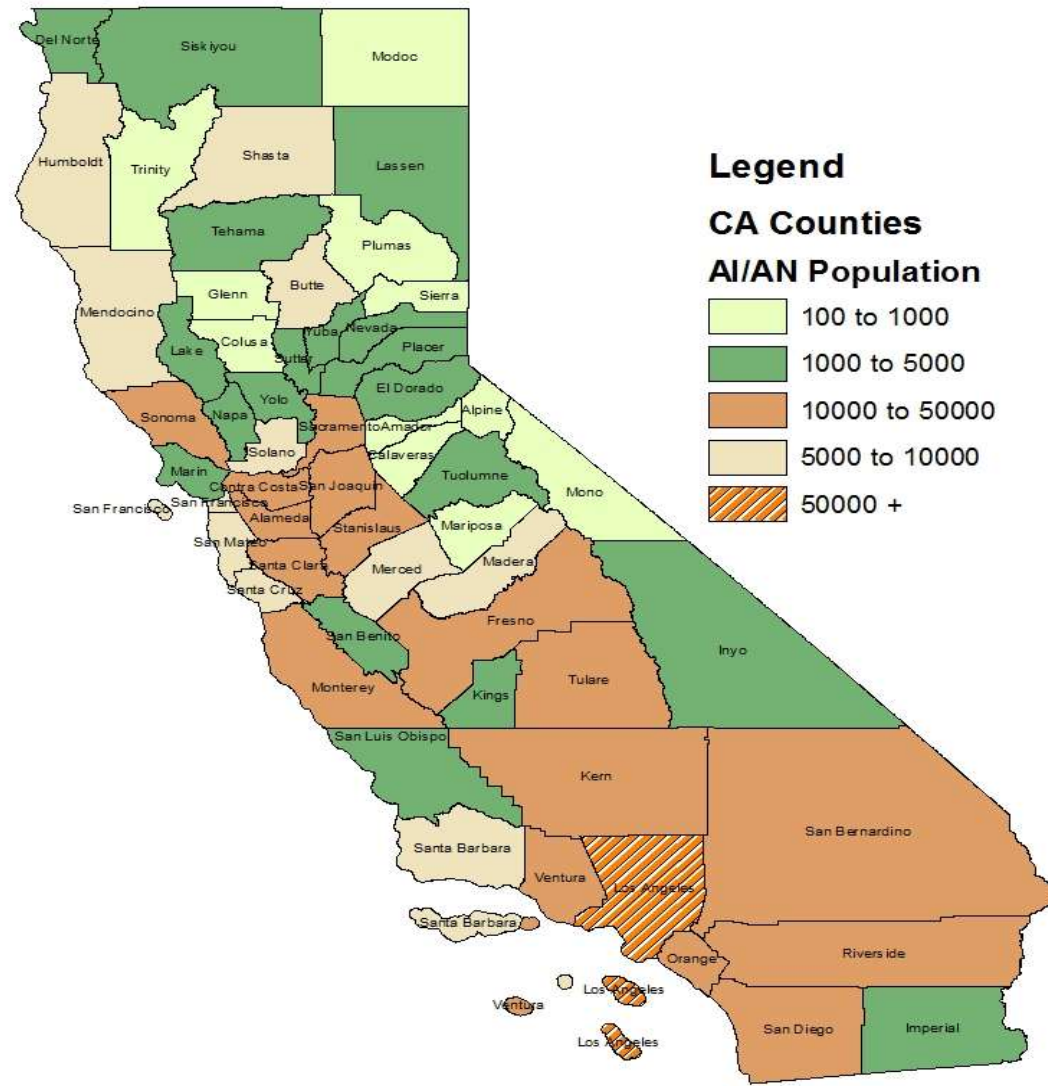 Del Norte
Siskiyou
Modoc
Humboldt
Trinity
Shasta
Lassen
Legend
CA Counties
AI/AN Population
100 to 1000
1000 to 5000
10000 to 50000
5000 to 10000
50000 +
Tehama
Plumas
Glenn
Butte
Sierra
Mendocino
Colusa
Lake
Sutter
Yuba
Nevada
Placer
El Dorado
Sonoma
Napa
Yolo
Sacramento
Amador
Alpine
Solano
Calaveras
Marin
Tuolumne
Mono
Contra Costa
San Joaquin
San Francisco
San Francisco
Alameda
Stanislaus
Mariposa
San Mateo
Santa Clara
Merced
Madera
Santa Cruz
San Benito
Fresno
Inyo
Monterey
Kings
Tulare
San Luis Obispo
Kern
San Bernardino
Santa Barbara
Ventura
Los Angeles
Santa Barbara
Orange
Riverside
Los Angeles
Ventura
San Diego
Imperial
Los Angeles